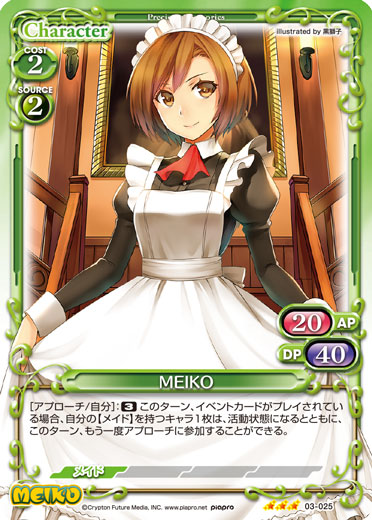 Precious Memories
Character
Illustrated by 黒獅子
COST
2
SOURCE
2
20 AP
DP 40
MEIKO
[アプローチ/自分]:3 このターン、イベントカードがプレイされてい
る場合、自分の【メイド】を持つキャラ1枚は、活動状態になるとともに、
このターン、もう一度アプローチに参加することができる。
メイド
MEIKO
©Crypton Future Media, INC. www.piapro.net piapro
03-025